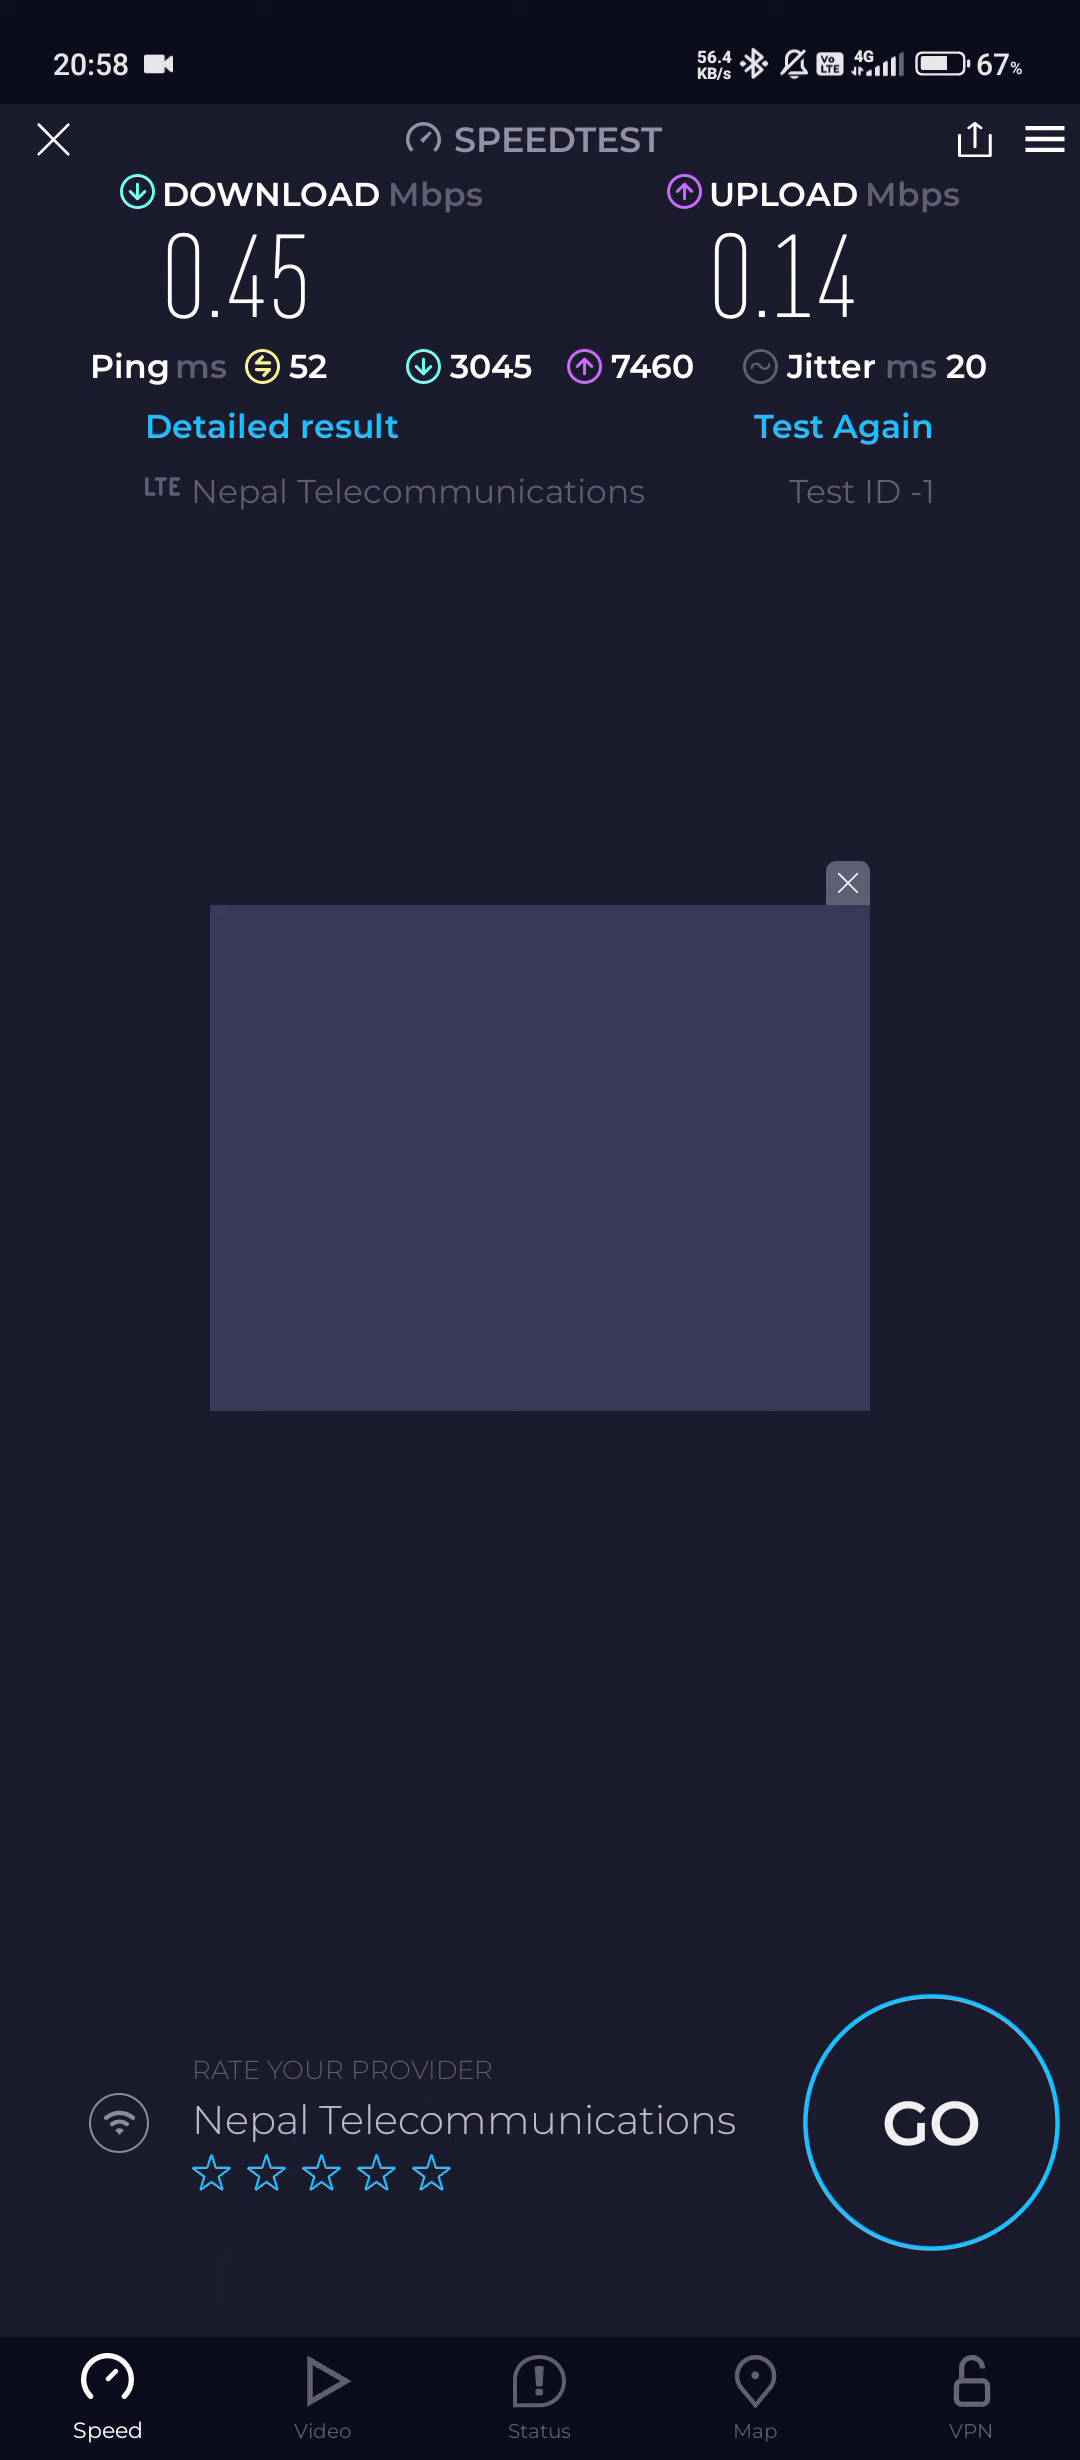 20:58 56.4 KB/s Vo LTE 4G 67%
SPEEDTEST
DOWNLOAD Mbps UPLOAD Mbps
0.45 0.14
Ping ms 52 3045 7460 Jitter ms 20
Detailed result Test Again
LTE Nepal Telecommunications Test ID -1
RATE YOUR PROVIDER
Nepal Telecommunications
GO
Speed Video Status Map VPN